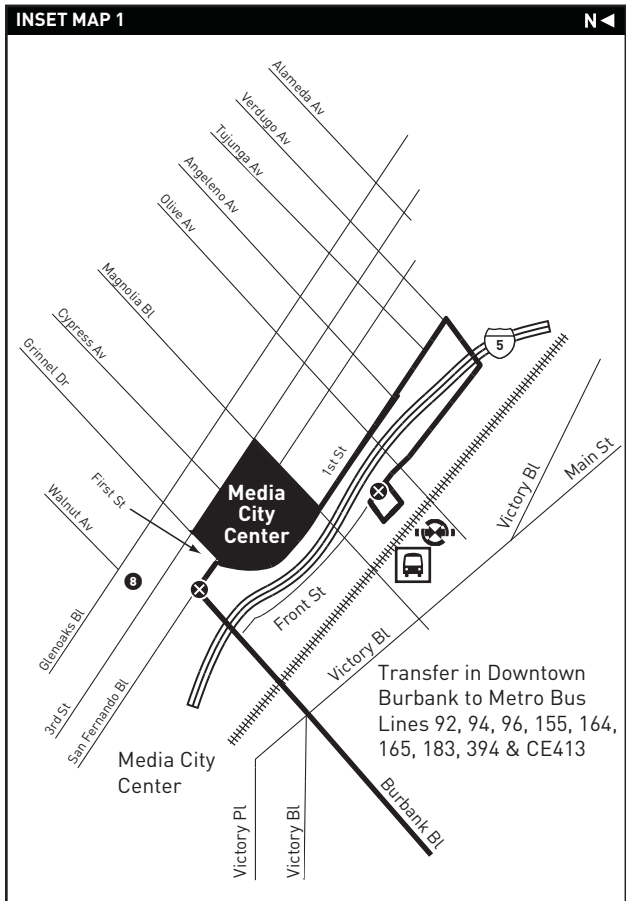 INSET MAP 1
N
Alameda Av
Verdugo Av
Tujunga Av
Angeleno Av
Olive Av
Magnolia Bl
Cypress Av
Grinnel Dr
5
1st St
First St
Media
City
Center
Walnut Av
8
Victory Bl
Main St
Glenoaks Bl
Front St
3rd St
San Fernando Bl
Victory Bl
Transfer in Downtown
Burbank to Metro Bus
Lines 92, 94, 96, 155, 164,
165, 183, 394 & CE413
Media City
Center
Burbank Bl
Victory Pl
Victory Bl